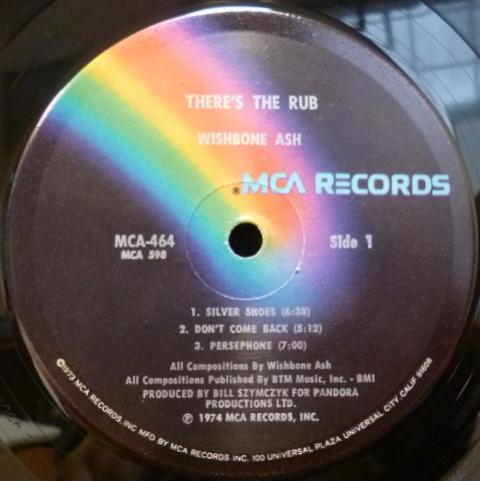 THERE'S THE RUB
WISHBONE ASH
MCA RECORDS
MCA-464
MCA 598
Side 1
1. SILVER SHOES (6:38)
2. DON'T COME BACK (5:12)
3. PERSEPHONE (7:00)
All Compositions By Wishbone Ash
All Compositions Published By BTM Music, Inc. - BMI
PRODUCED BY BILL SZYMCZYK FOR PANDORA
PRODUCTIONS LTD.
℗ 1974 MCA RECORDS, INC.
©1973 MCA RECORDS, INC MFD BY MCA RECORDS INC. 100 UNIVERSAL PLAZA UNIVERSAL CITY, CALIF. 91608